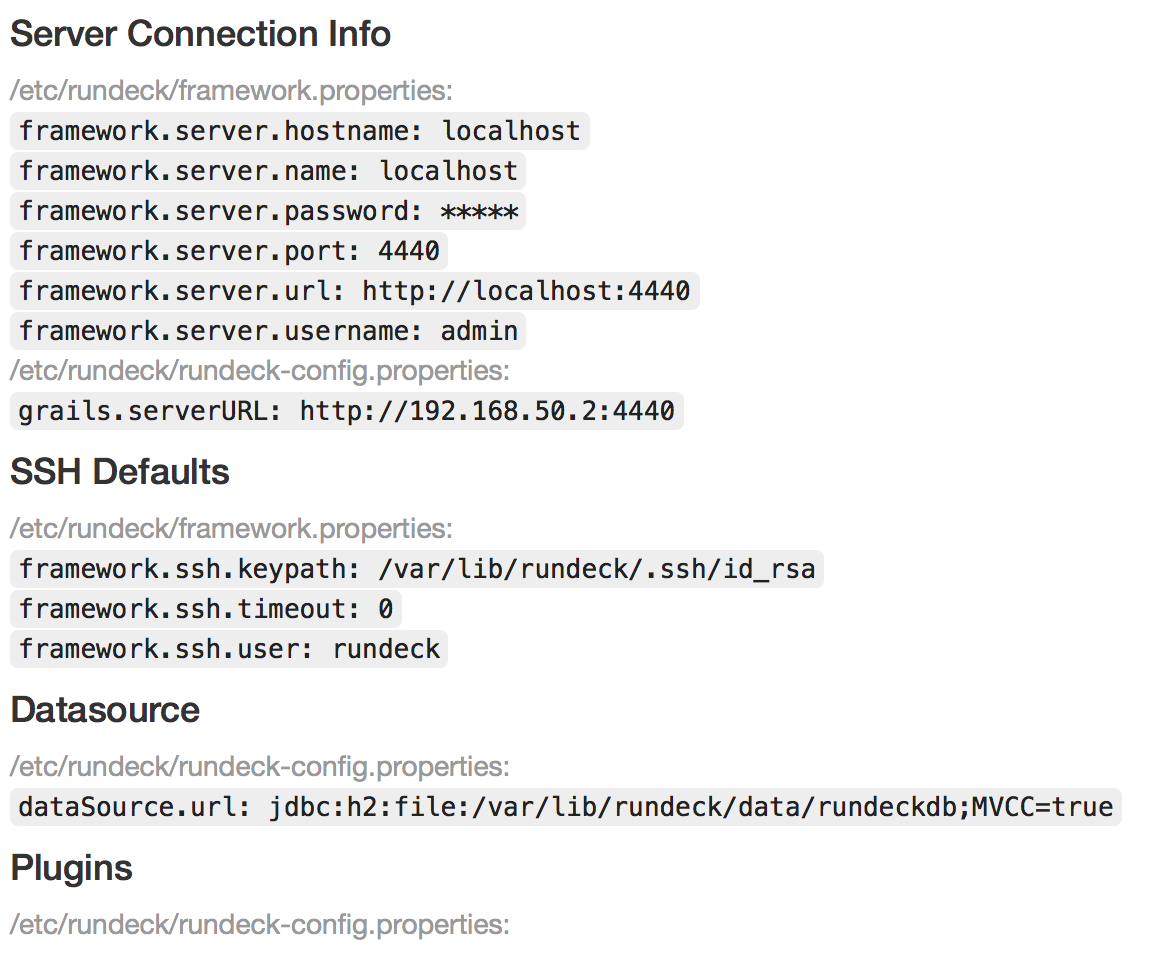 Server Connection Info
/etc/rundeck/framework.properties:
framework.server.hostname: localhost
framework.server.name: localhost
framework.server.password: *****
framework.server.port: 4440
framework.server.url: http://localhost:4440
framework.server.username: admin
/etc/rundeck/rundeck-config.properties:
grails.serverURL: http://192.168.50.2:4440
SSH Defaults
/etc/rundeck/framework.properties:
framework.ssh.keypath: /var/lib/rundeck/.ssh/id_rsa
framework.ssh.timeout: 0
framework.ssh.user: rundeck
Datasource
/etc/rundeck/rundeck-config.properties:
dataSource.url: jdbc:h2:file:/var/lib/rundeck/data/rundeckdb;MVCC=true
Plugins
/etc/rundeck/rundeck-config.properties: